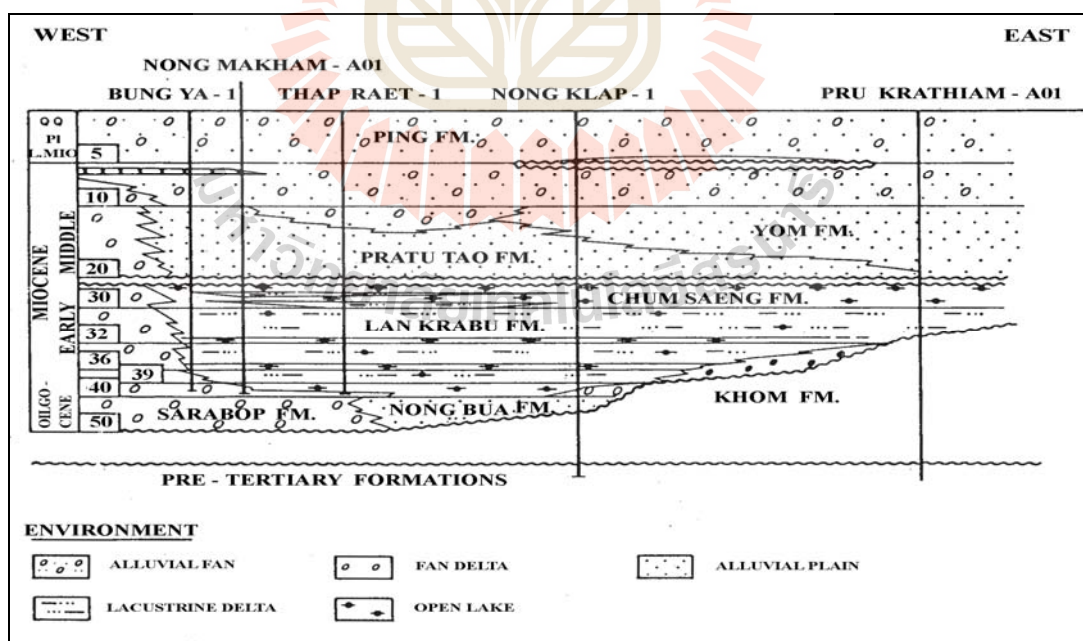 WEST EAST
NONG MAKHAM - A01
BUNG YA - 1 THAP RAET - 1 NONG KLAP - 1 PRU KRATHIAM - A01
PI
L.MIO
5
PING FM.
10
MIOCENE
MIDDLE
YOM FM.
PRATU TAO FM.
20
30
CHUM SAENG FM.
EARLY
LAN KRABU FM.
32
36
39
40
OILGO -
CENE
50
SARABOP FM. NONG BUA FM. KHOM FM.
PRE - TERTIARY FORMATIONS
ENVIRONMENT
ALLUVIAL FAN FAN DELTA ALLUVIAL PLAIN
LACUSTRINE DELTA OPEN LAKE